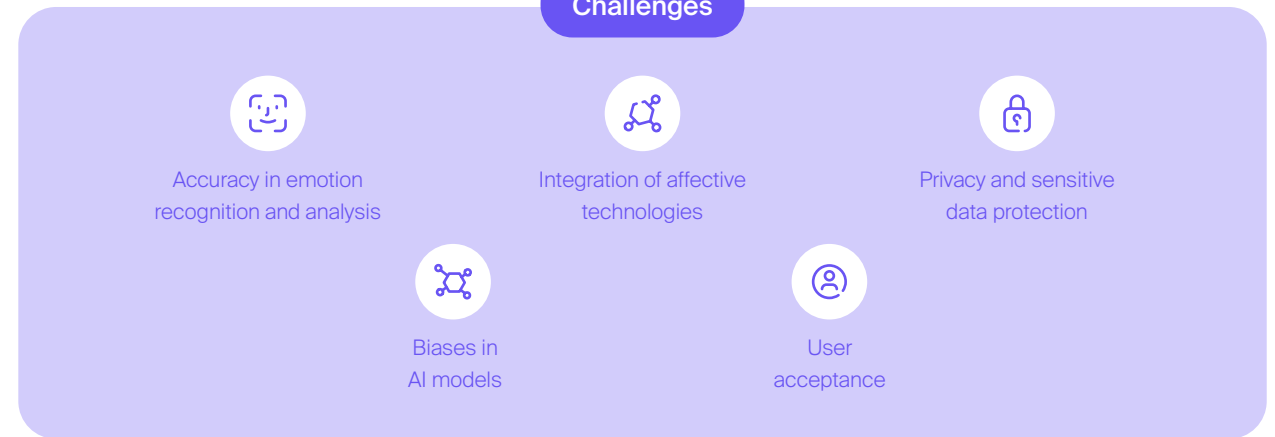 Challenges
Accuracy in emotion
recognition and analysis
Integration of affective
technologies
Privacy and sensitive
data protection
Biases in
AI models
User
acceptance